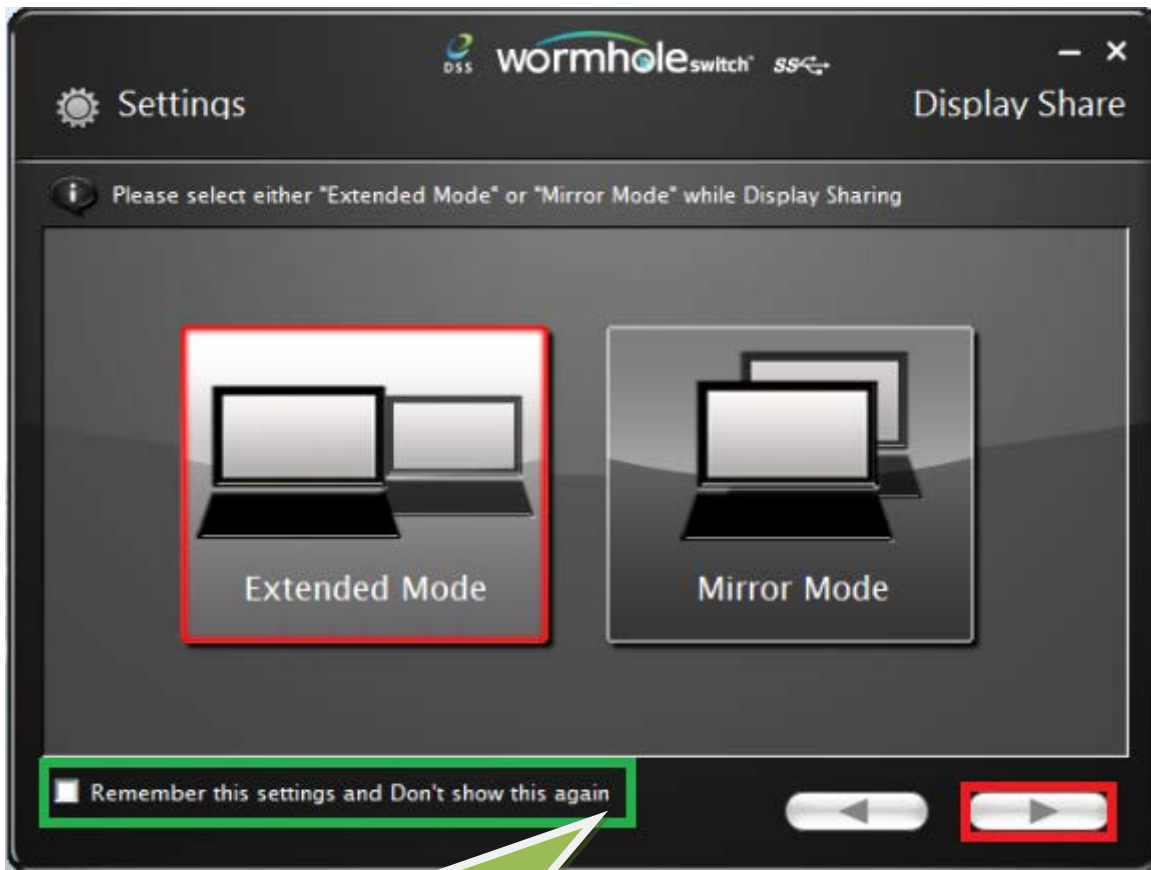 DSS wormhole switch SS
Settings
Display Share
Please select either "Extended Mode" or "Mirror Mode" while Display Sharing
Extended Mode
Mirror Mode
Remember this settings and Don't show this again